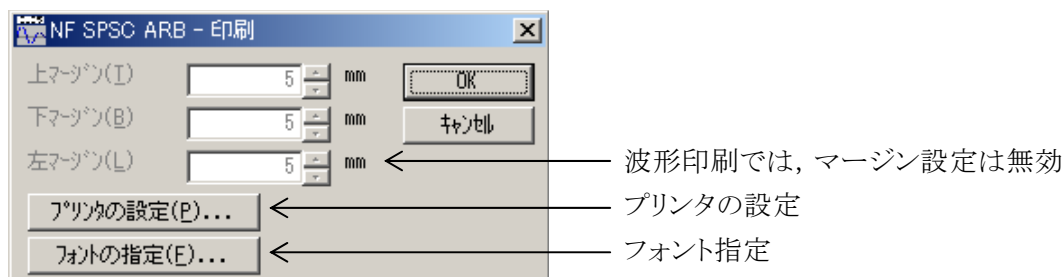 NF SPSC ARB - 印刷
上ﾏｰｼﾞﾝ(T) 5 mm OK
下ﾏｰｼﾞﾝ(B) 5 mm ｷｬﾝｾﾙ
左ﾏｰｼﾞﾝ(L) 5 mm 波形印刷では，マージン設定は無効
ﾌﾟﾘﾝﾀの設定(P)... プリンタの設定
ﾌｫﾝﾄの指定(F)... フォント指定